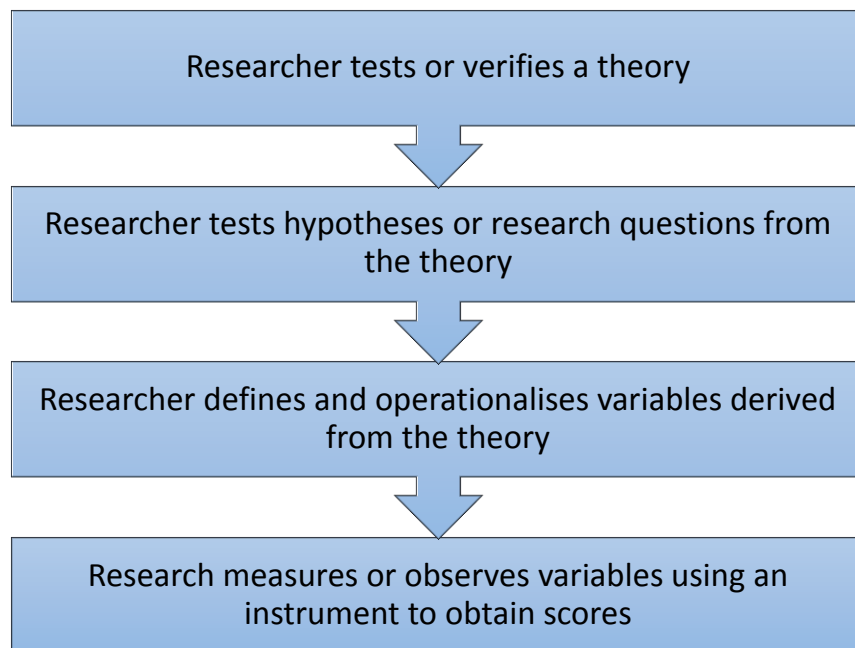 Researcher tests or verifies a theory
Researcher tests hypotheses or research questions from
the theory
Researcher defines and operationalises variables derived
from the theory
Research measures or observes variables using an
instrument to obtain scores